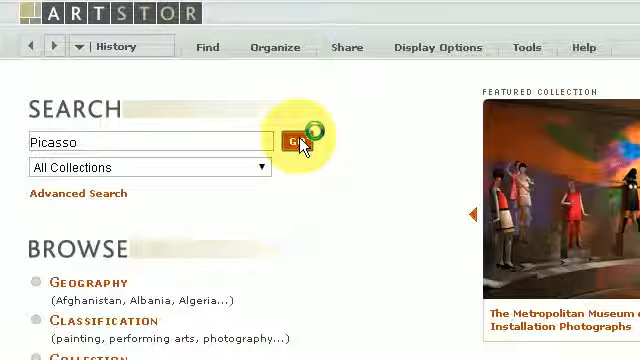 ARTSTOR
History Find Organize Share Display Options Tools Help
FEATURED COLLECTION
SEARCH
Picasso
All Collections
Advanced Search
BROWSE
GEOGRAPHY
(Afghanistan, Albania, Algeria...)
CLASSIFICATION
(painting, performing arts, photography...)
The Metropolitan Museum
Installation Photographs